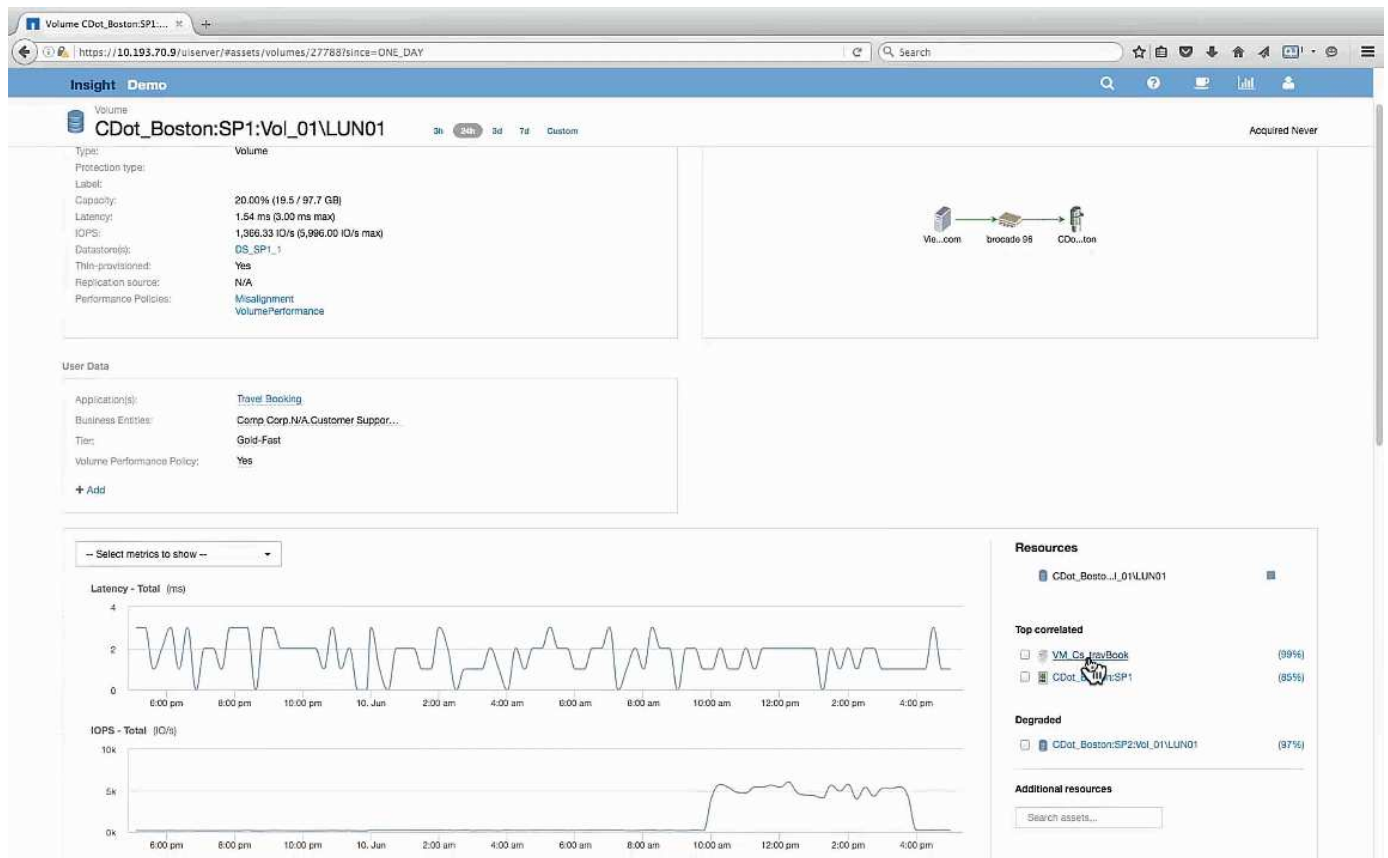 Volume CDot_Boston:SP1:...
https://10.193.70.9/uiserver/#assets/volumes/27788?since=ONE_DAY
Search
Insight Demo
Volume
CDot_Boston:SP1:Vol_01\LUN01
3h 24h 3d 7d Custom
Acquired Never
Type: Volume
Protection type:
Label:
Capacity: 20.00% (19.5 / 97.7 GB)
Latency: 1.54 ms (3.00 ms max)
IOPS: 1,366.33 IO/s (5,996.00 IO/s max)
Datastore(s): DS_SP1_1
Thin-provisioned: Yes
Replication source: N/A
Performance Policies: Misalignment
VolumePerformance
Vie...com brocade 96 CDo...ton
User Data
Application(s): Travel Booking
Business Entities: Comp Corp.N/A.Customer Suppor...
Tier: Gold-Fast
Volume Performance Policy: Yes
+ Add
-- Select metrics to show --
Latency - Total (ms)
4
2
0
6:00 pm 8:00 pm 10:00 pm 10. Jun 2:00 am 4:00 am 6:00 am 8:00 am 10:00 am 12:00 pm 2:00 pm 4:00 pm
IOPS - Total (IO/s)
10k
5k
0k
6:00 pm 8:00 pm 10:00 pm 10. Jun 2:00 am 4:00 am 6:00 am 8:00 am 10:00 am 12:00 pm 2:00 pm 4:00 pm
Resources
CDot_Bosto...l_01\LUN01
Top correlated
VM_Cs_travBook (99%)
CDot_B n:SP1 (85%)
Degraded
CDot_Boston:SP2:Vol_01\LUN01 (97%)
Additional resources
Search assets...